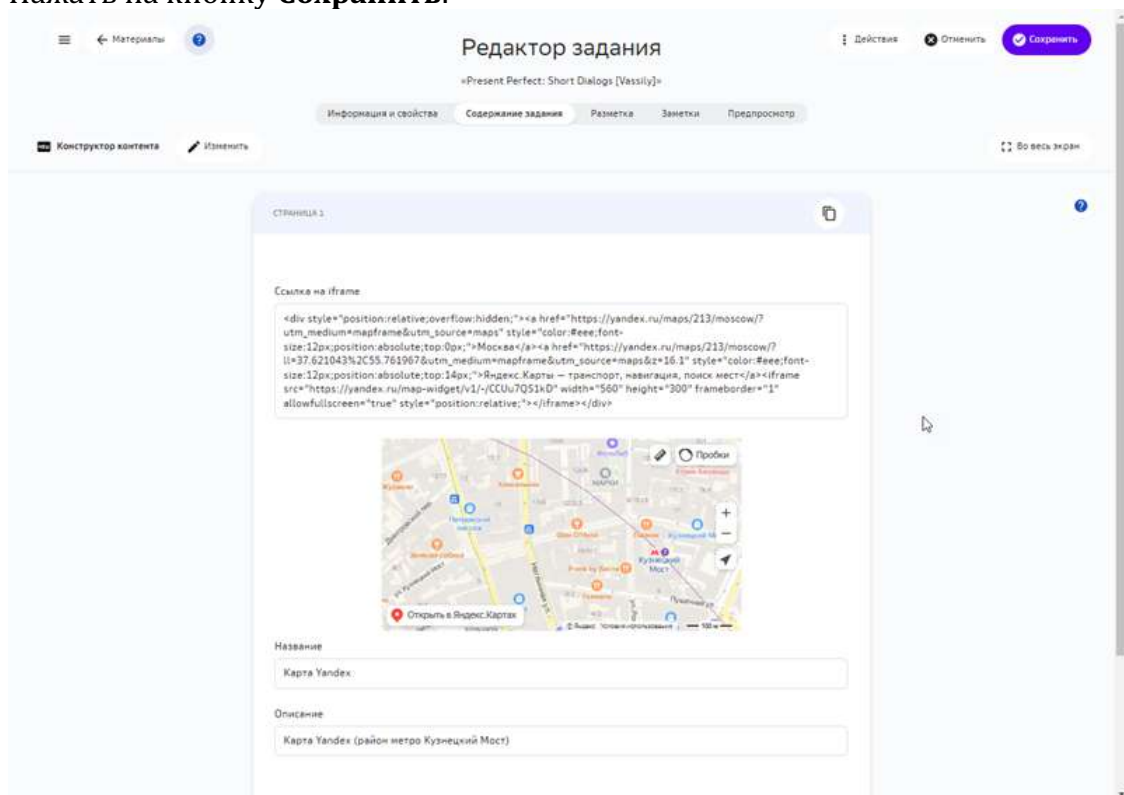 Нажать на кнопку Сохранить.
Материалы
Редактор задания
Действия
Отменить
Сохранить
«Present Perfect: Short Dialogs [Vassily]»
Информация и свойства
Содержание задания
Разметка
Заметки
Предпросмотр
Конструктор контента
Изменить
Во весь экран
СТРАНИЦА 1
Ссылка на iframe
<div style="position:relative;overflow:hidden;"><a href="https://yandex.ru/maps/213/moscow/?
utm_medium=mapframe&utm_source=maps" style="color:#eee;font-
size:12px;position:absolute;top:0px;">Москва</a><a href="https://yandex.ru/maps/213/moscow/?
ll=37.621043%2C55.761967&utm_medium=mapframe&utm_source=maps&z=16.1" style="color:#eee;font-
size:12px;position:absolute;top:14px;">Яндекс.Карты — транспорт, навигация, поиск мест</a><iframe
src="https://yandex.ru/map-widget/v1/-/CCUu7QS1kD" width="560" height="300" frameborder="1"
allowfullscreen="true" style="position:relative;"></iframe></div>
Пробки
Кузнецкий
Мост
Открыть в Яндекс.Картах
Название
Карта Yandex
Описание
Карта Yandex (район метро Кузнецкий Мост)